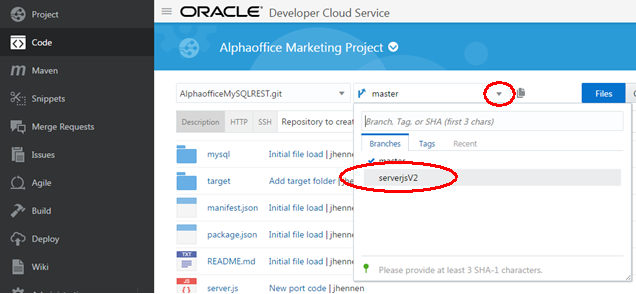 Project
Code
Maven
Snippets
Merge Requests
Issues
Agile
Build
Deploy
Wiki
Administration
ORACLE Developer Cloud Service
Alphaoffice Marketing Project
AlphaofficeMySQLREST.git
master
Files
Description HTTP SSH Repository to creat
Branch, Tag, or SHA (first 3 chars)
Branches Tags Recent
master
serverjsV2
Please provide at least 3 SHA-1 characters.
mysql Initial file load | jhennen
target Add target folder | jhenn
manifest.json Initial file load | jhennen
package.json Initial file load | jhennen
TXT README.md Initial file load | jhennen
JS server.js New port code | jhennen